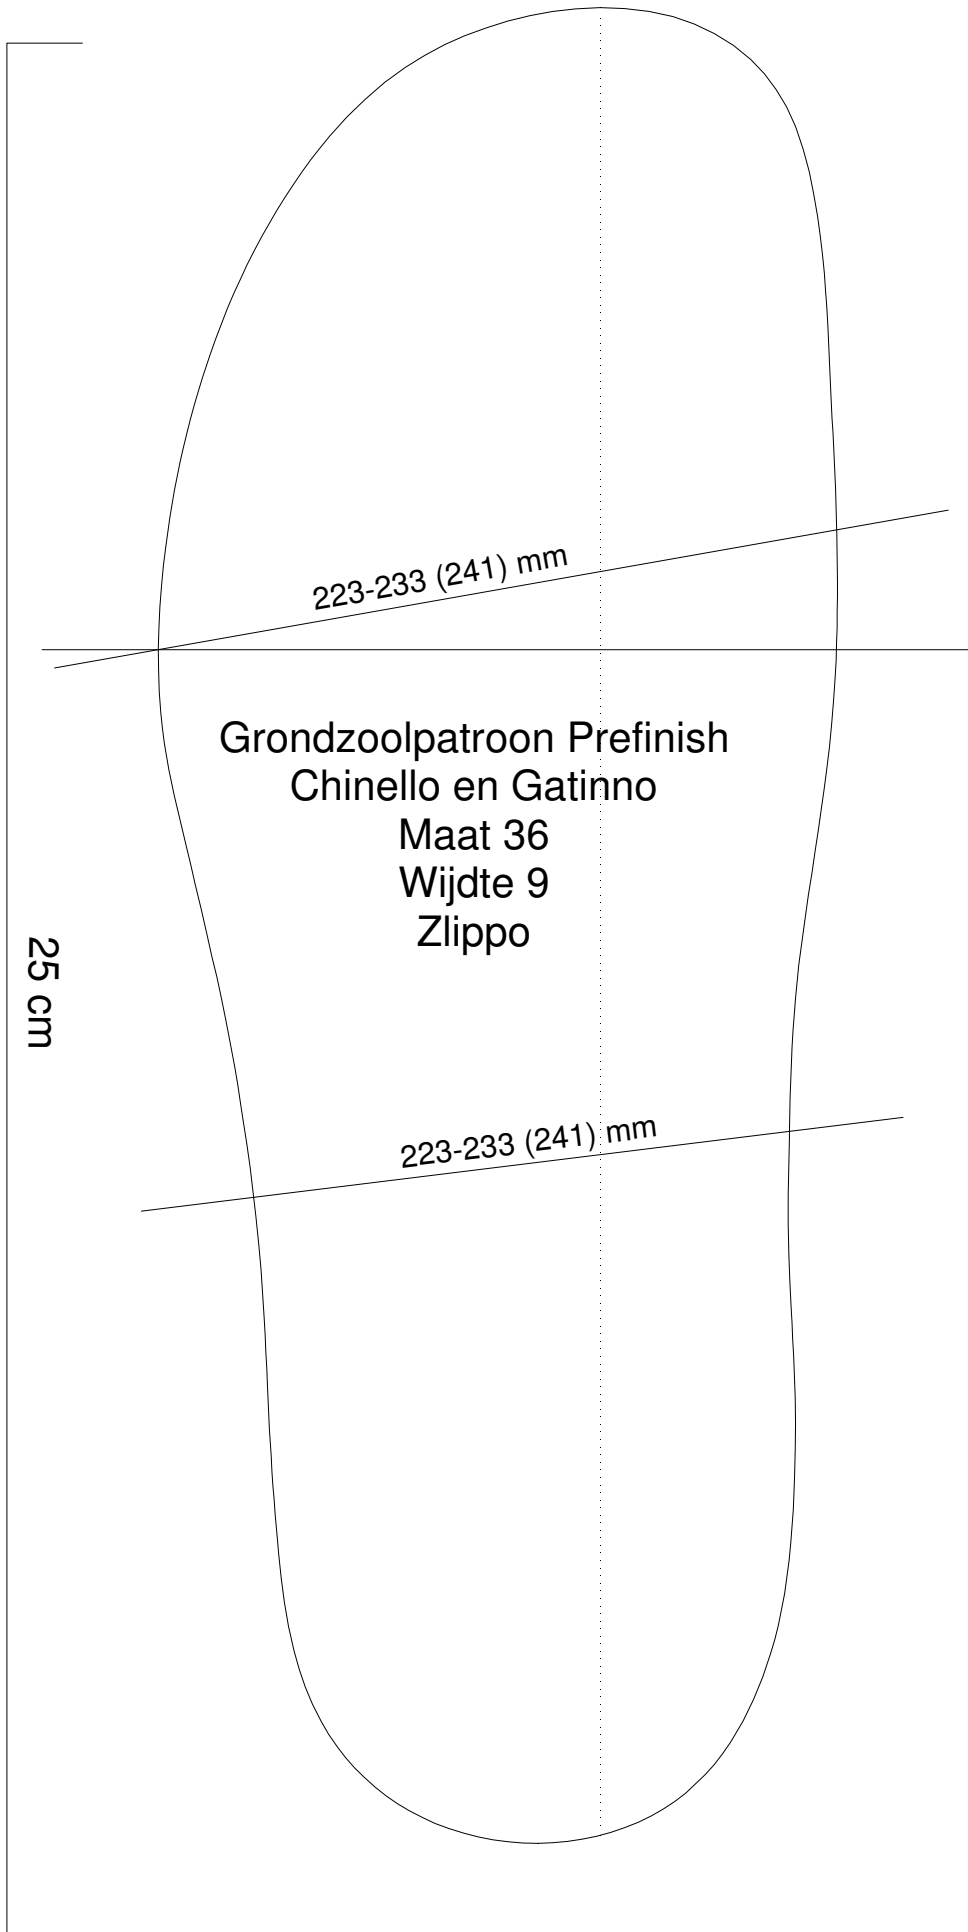 223-233 (241) mm
Grondzoolpatroon Prefinish
Chinello en Gatinno
Maat 36
Wijdte 9
Zlippo
25 cm
223-233 (241) mm